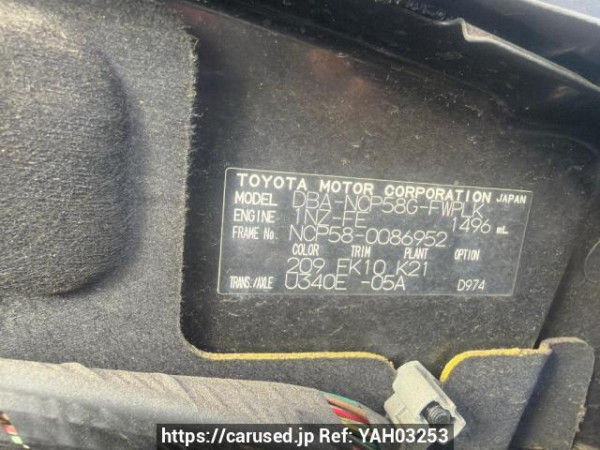 TOYOTA MOTOR CORPORATION JAPAN
MODEL DBA-NCP58G-FWPLK
ENGINE 1NZ-FE 1496 mL
FRAME No. NCP58-0086952
COLOR TRIM PLANT OPTION
209 FK10 K21
TRANS./AXLE U340E -05A D974
https://carused.jp Ref: YAH03253